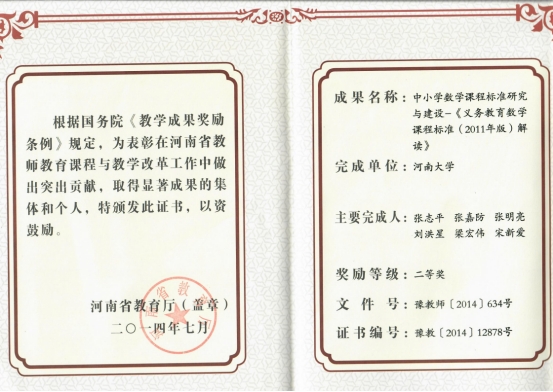 根据国务院《教学成果奖励
条例》规定，为表彰在河南省教
师教育课程与教学改革工作中做
出突出贡献，取得显著成果的集
体和个人，特颁发此证书，以资
鼓励。
河南省教育厅（盖章）
二〇一四年七月
成果名称：中小学数学课程标准研究
与建设-《义务教育数学
课程标准（2011年版）解
读》
完成单位：河南大学
主要完成人：张志平 张嘉昉 张明亮
刘洪星 梁宏伟 宋新爱
奖励等级：二等奖
文件号：豫教师〔2014〕634号
证书编号：豫教〔2014〕12878号